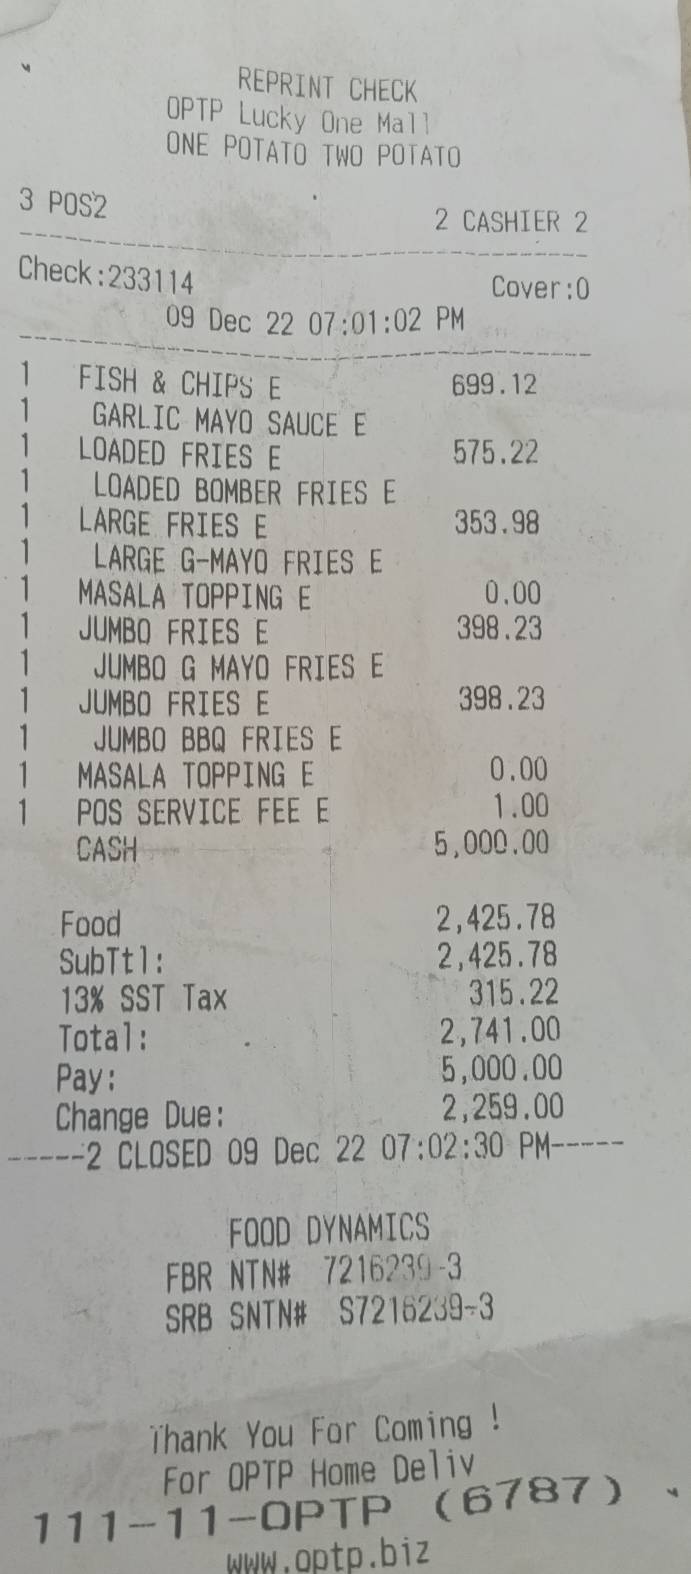 REPRINT CHECK
OPTP Lucky One Mall
ONE POTATO TWO POTATO
3 POS2 2 CASHIER 2
Check:233114 Cover:0
09 Dec 22 07:01:02 PM
1 FISH & CHIPS E 699.12
1 GARLIC MAYO SAUCE E
1 LOADED FRIES E 575.22
1 LOADED BOMBER FRIES E
1 LARGE FRIES E 353.98
1 LARGE G-MAYO FRIES E
1 MASALA TOPPING E 0.00
1 JUMBO FRIES E 398.23
1 JUMBO G MAYO FRIES E
1 JUMBO FRIES E 398.23
1 JUMBO BBQ FRIES E
1 MASALA TOPPING E 0.00
1 POS SERVICE FEE E 1.00
CASH 5,000.00
Food 2,425.78
SubTtl: 2,425.78
13% SST Tax 315.22
Total: 2,741.00
Pay: 5,000.00
Change Due: 2,259.00
-----2 CLOSED 09 Dec 22 07:02:30 PM-----
FOOD DYNAMICS
FBR NTN# 7216239-3
SRB SNTN# S7216239-3
Thank You For Coming !
For OPTP Home Deliv
111-11-OPTP (6787)
www.optp.biz